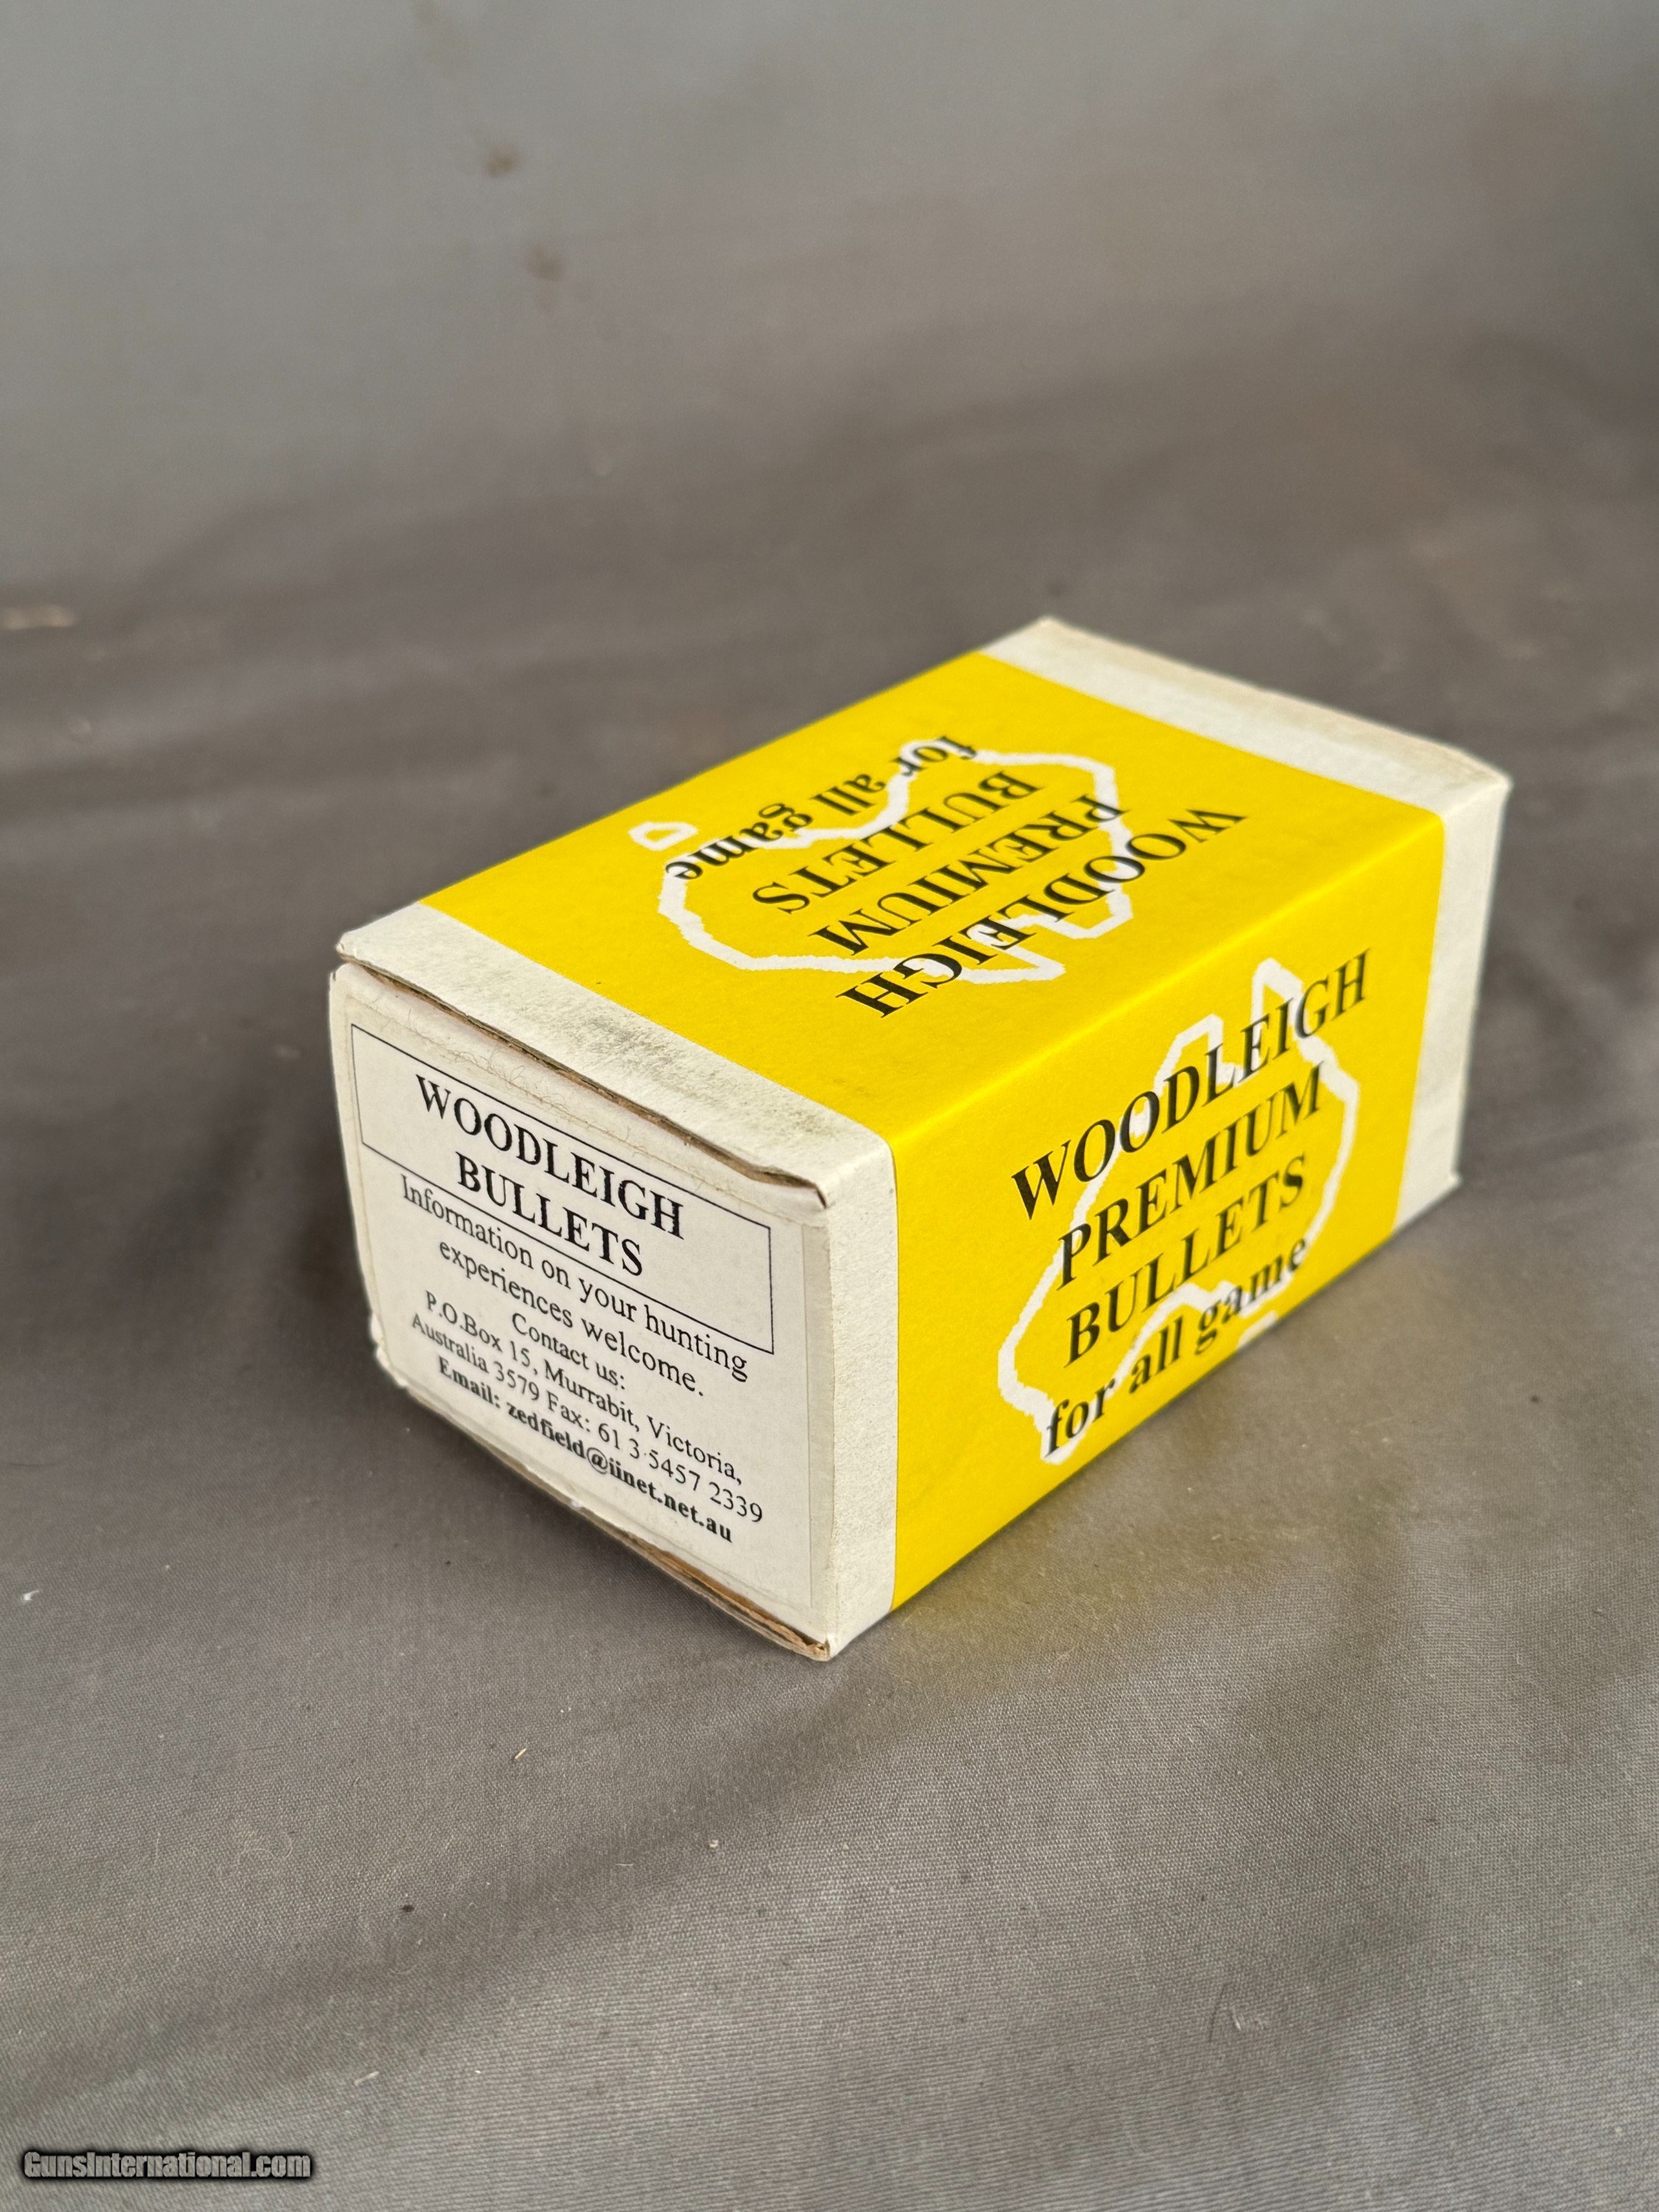 for all game
BULLETS
PREMIUM
WOODLEIGH
WOODLEIGH
PREMIUM
BULLETS
for all game
WOODLEIGH
BULLETS
Information on your hunting
experiences welcome.
Contact us:
P.O.Box 15, Murrabit, Victoria,
Australia 3579 Fax: 61 3 5457 2339
Email: zedfield@iinet.net.au
GunsInternational.com